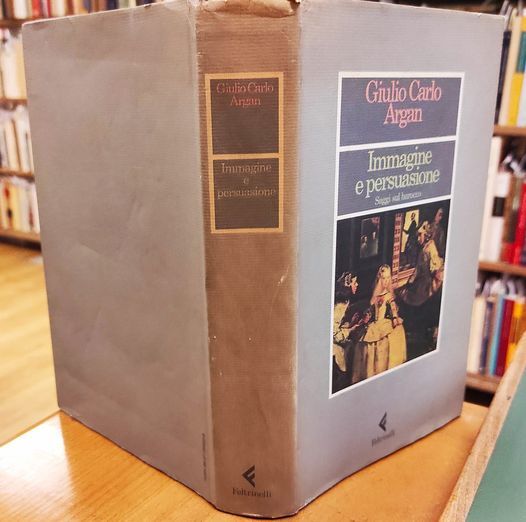 Giulio Carlo
Argan
Immagine
e
persuasione
Feltrinelli
Giulio Carlo
Argan
Immagine
e persuasione
Saggi sul barocco
Feltrinelli